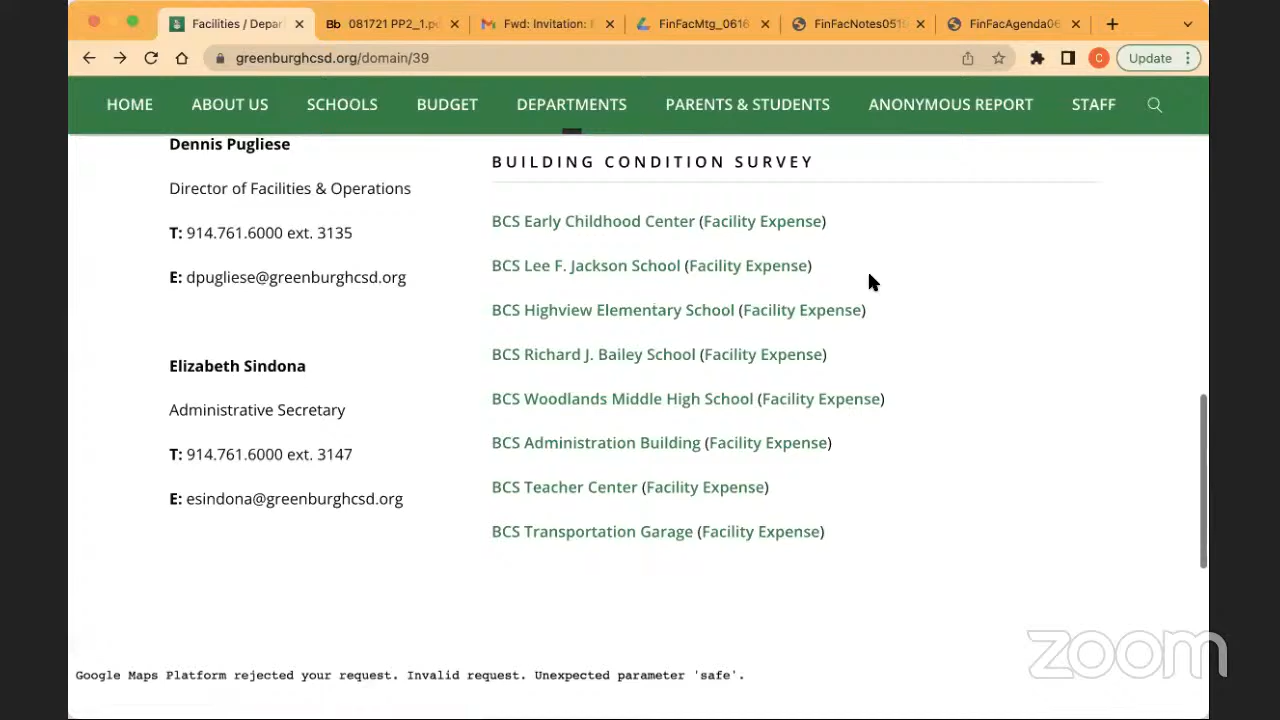 Facilities / Depar
Bb 081721 PP2_1.p
Fwd: Invitation:
FinFacMtg_0616
FinFacNotes051
FinFacAgenda06
greenburghcsd.org/domain/39
C
Update
HOME
ABOUT US
SCHOOLS
BUDGET
DEPARTMENTS
PARENTS & STUDENTS
ANONYMOUS REPORT
STAFF
Dennis Pugliese
Director of Facilities & Operations
T: 914.761.6000 ext. 3135
E: dpugliese@greenburghcsd.org
Elizabeth Sindona
Administrative Secretary
T: 914.761.6000 ext. 3147
E: esindona@greenburghcsd.org
BUILDING CONDITION SURVEY
BCS Early Childhood Center (Facility Expense)
BCS Lee F. Jackson School (Facility Expense)
BCS Highview Elementary School (Facility Expense)
BCS Richard J. Bailey School (Facility Expense)
BCS Woodlands Middle High School (Facility Expense)
BCS Administration Building (Facility Expense)
BCS Teacher Center (Facility Expense)
BCS Transportation Garage (Facility Expense)
Google Maps Platform rejected your request. Invalid request. Unexpected parameter 'safe'.
zoom